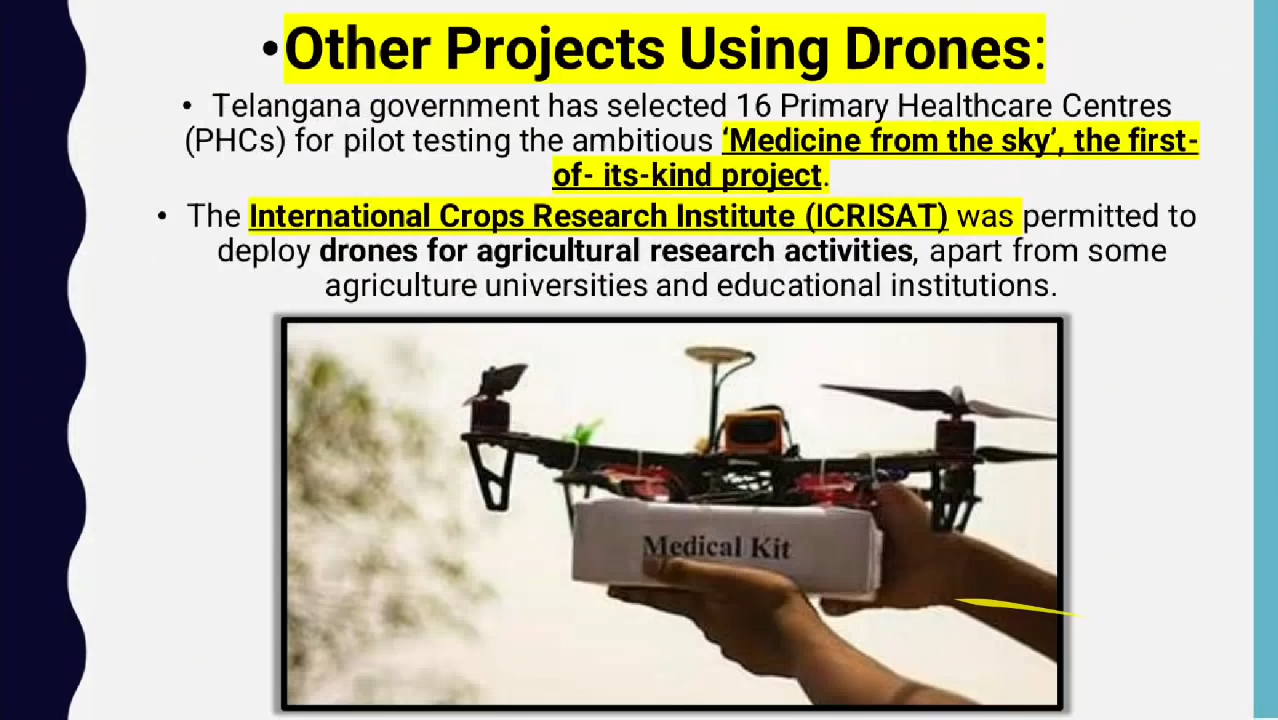 •Other Projects Using Drones:
• Telangana government has selected 16 Primary Healthcare Centres
(PHCs) for pilot testing the ambitious ‘Medicine from the sky’, the first-
of- its-kind project.
• The International Crops Research Institute (ICRISAT) was permitted to
deploy drones for agricultural research activities, apart from some
agriculture universities and educational institutions.
Medical Kit